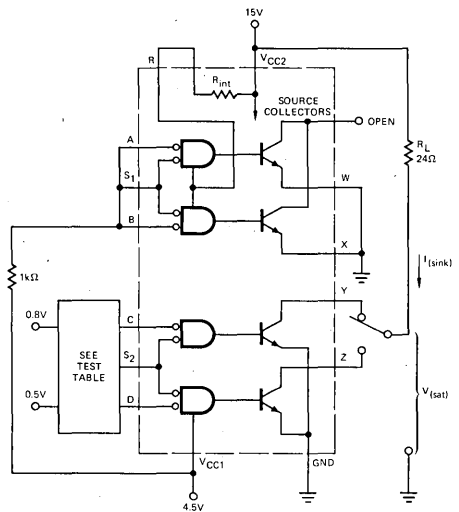 15V
R
VCC2
Rint
SOURCE
COLLECTORS
OPEN
A
RL
24Ω
S1
W
B
X
I(sink)
1kΩ
Y
0.8V
C
SEE
TEST
TABLE
S2
Z
0.5V
D
V(sat)
VCC1
GND
4.5V